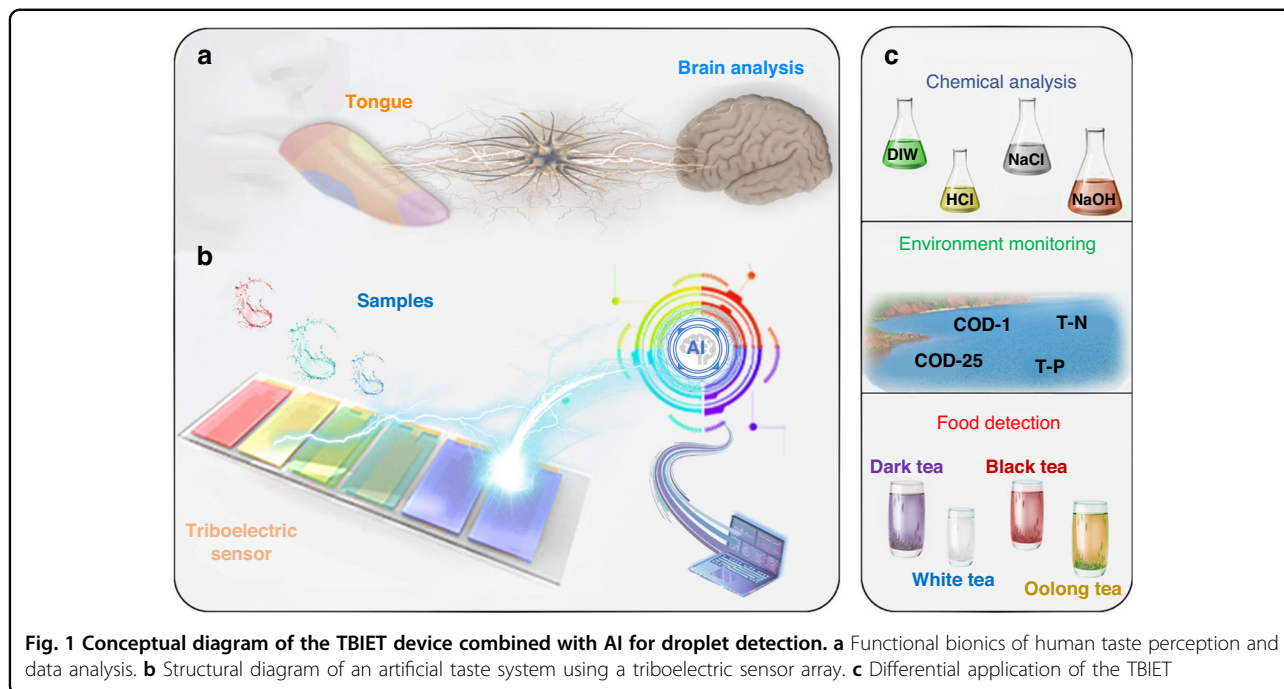 a
Brain analysis
Tongue
b
Samples
AI
Triboelectric
sensor
c
Chemical analysis
DIW
NaCl
HCl
NaOH
Environment monitoring
COD-1
T-N
COD-25
T-P
Food detection
Dark tea
Black tea
White tea
Oolong tea
Fig. 1 Conceptual diagram of the TBIET device combined with AI for droplet detection. a Functional bionics of human taste perception and
data analysis. b Structural diagram of an artificial taste system using a triboelectric sensor array. c Differential application of the TBIET